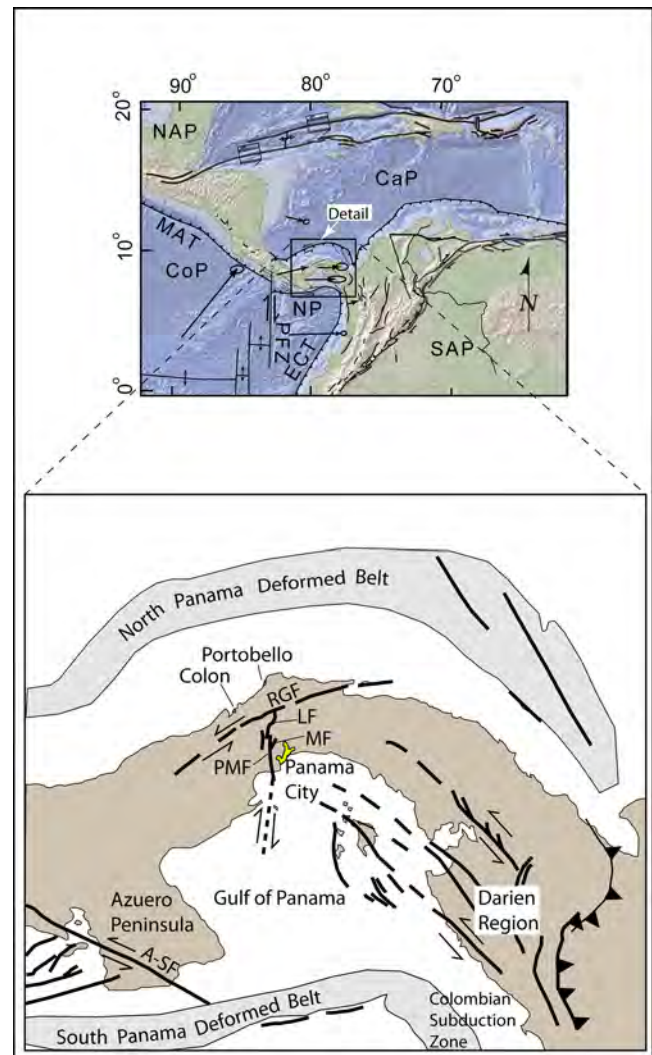 90°
80°
70°
20°
NAP
CaP
Detail
MAT
10°
CoP
NP
N
PFZ
ECT
SAP
0°
North Panama Deformed Belt
Portobello
Colon
RGF
LF
MF
PMF
Panama
City
Gulf of Panama
Azuero
Peninsula
Darien
Region
A-SF
South Panama Deformed Belt
Colombian
Subduction
Zone